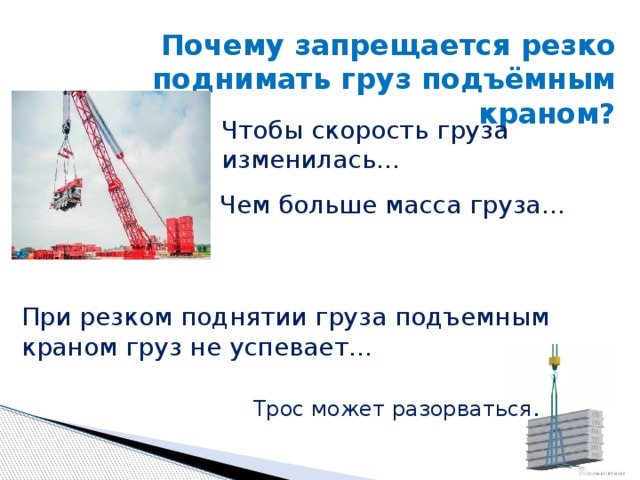 Почему запрещается резко
поднимать груз подъёмным
краном?
Чтобы скорость груза
изменилась…
Чем больше масса груза…
При резком поднятии груза подъемным
краном груз не успевает…
Трос может разорваться.